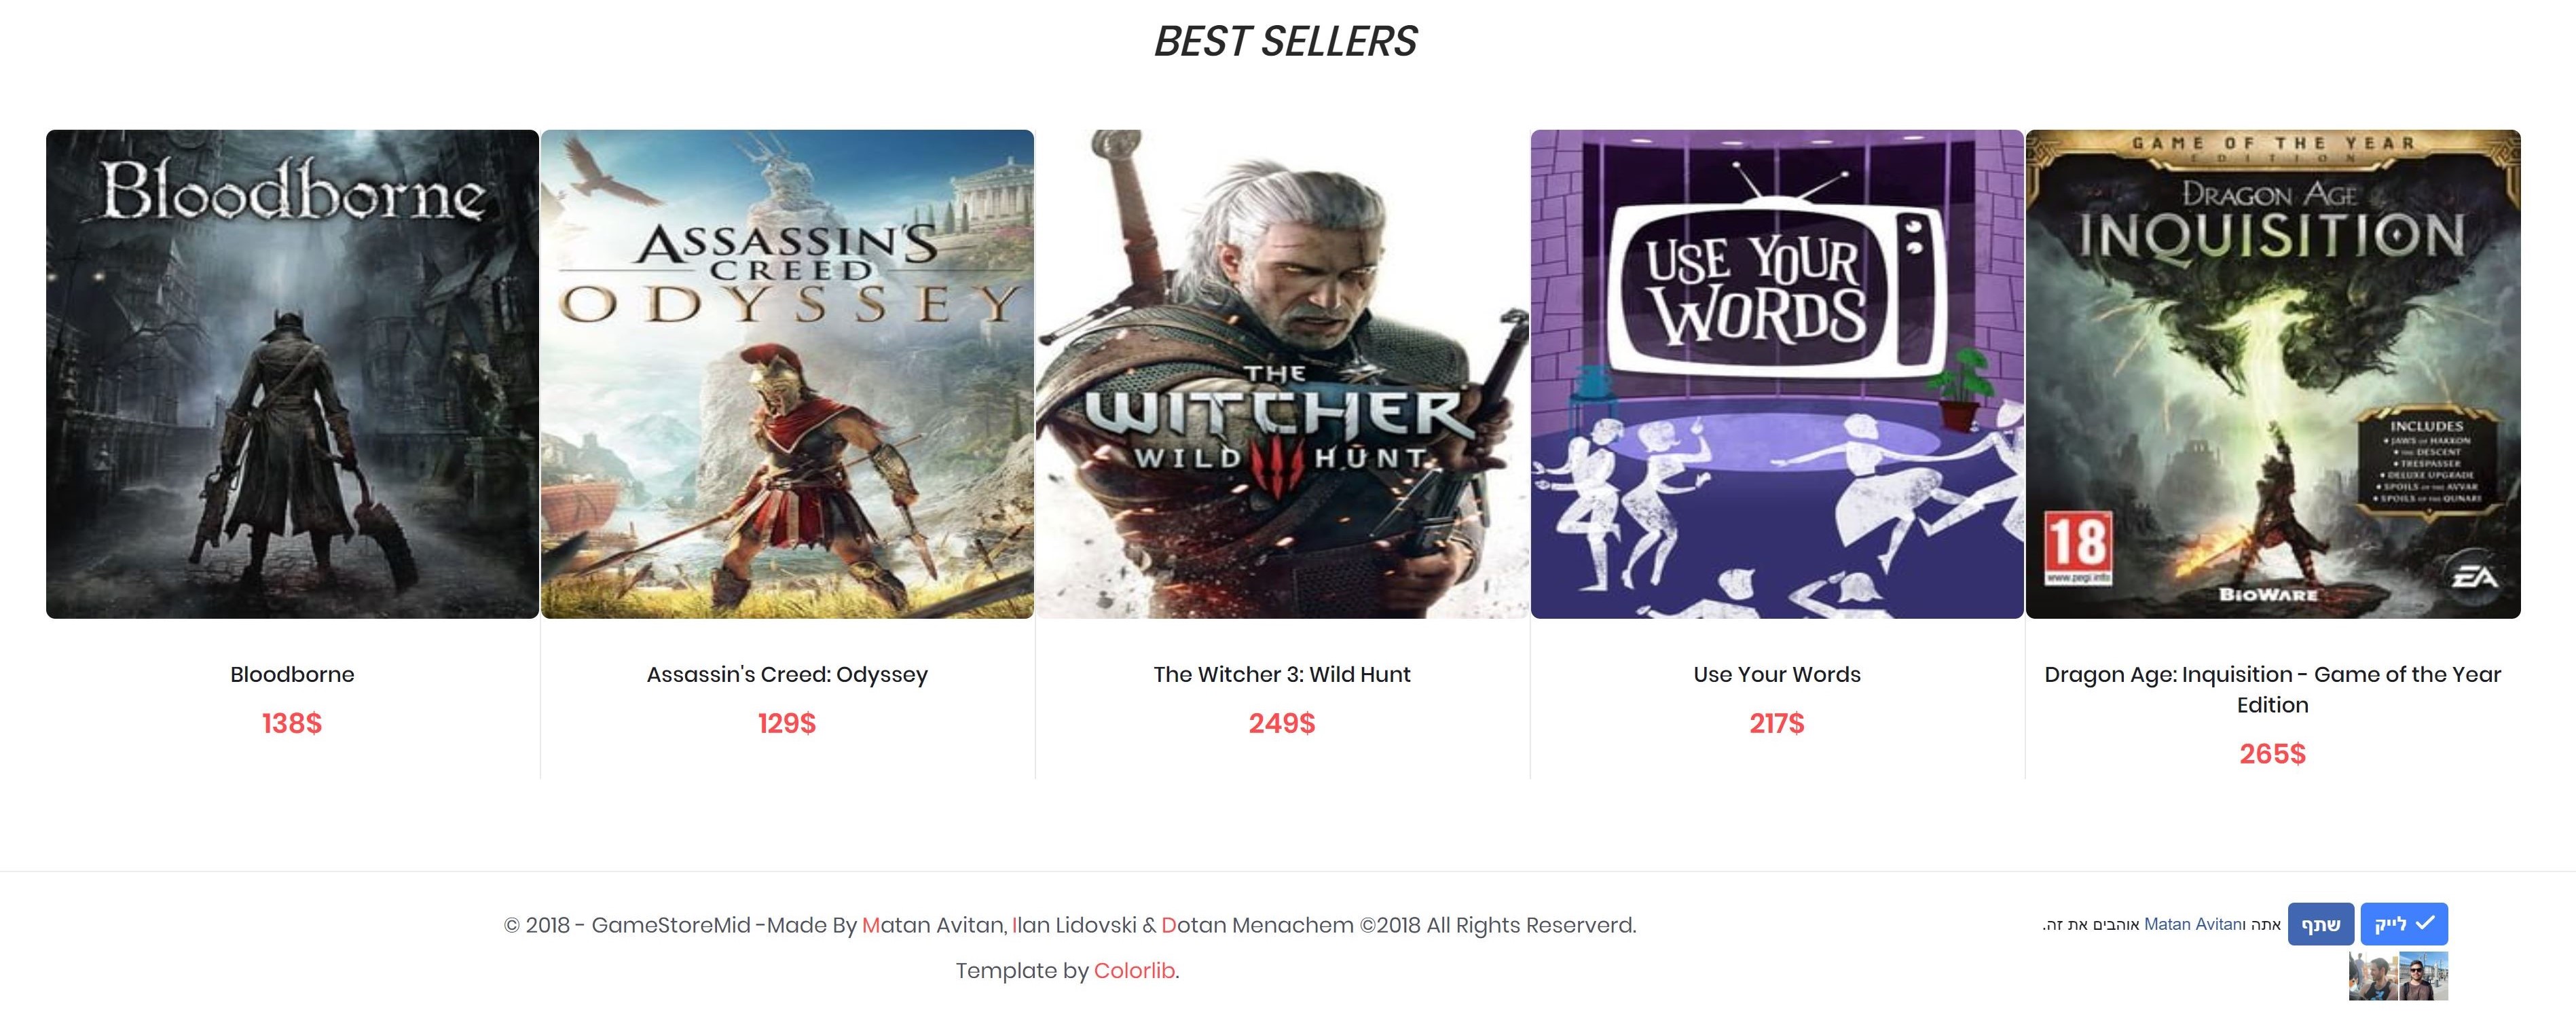 BEST SELLERS
Bloodborne
ASSASSIN'S
CREED
ODYSSEY
THE
WITCHER
WILD HUNT
USE YOUR
WORDS
GAME OF THE YEAR
EDITION
DRAGON AGE
INQUISITION
INCLUDES
• JAWS OF HAKKON
• THE DESCENT
• TRESPASSER
• DELUXE UPGRADE
• SPOILS OF THE AVVAR
• SPOILS OF THE QUNARI
18
www.pegi.info
BIOWARE
EA
Bloodborne
138$
Assassin's Creed: Odyssey
129$
The Witcher 3: Wild Hunt
249$
Use Your Words
217$
Dragon Age: Inquisition - Game of the Year
Edition
265$
© 2018 - GameStoreMid -Made By Matan Avitan, Ilan Lidovski & Dotan Menachem ©2018 All Rights Reserverd.
Template by Colorlib.
לייק
שתף
אתה וMatan Avitan אוהבים את זה.